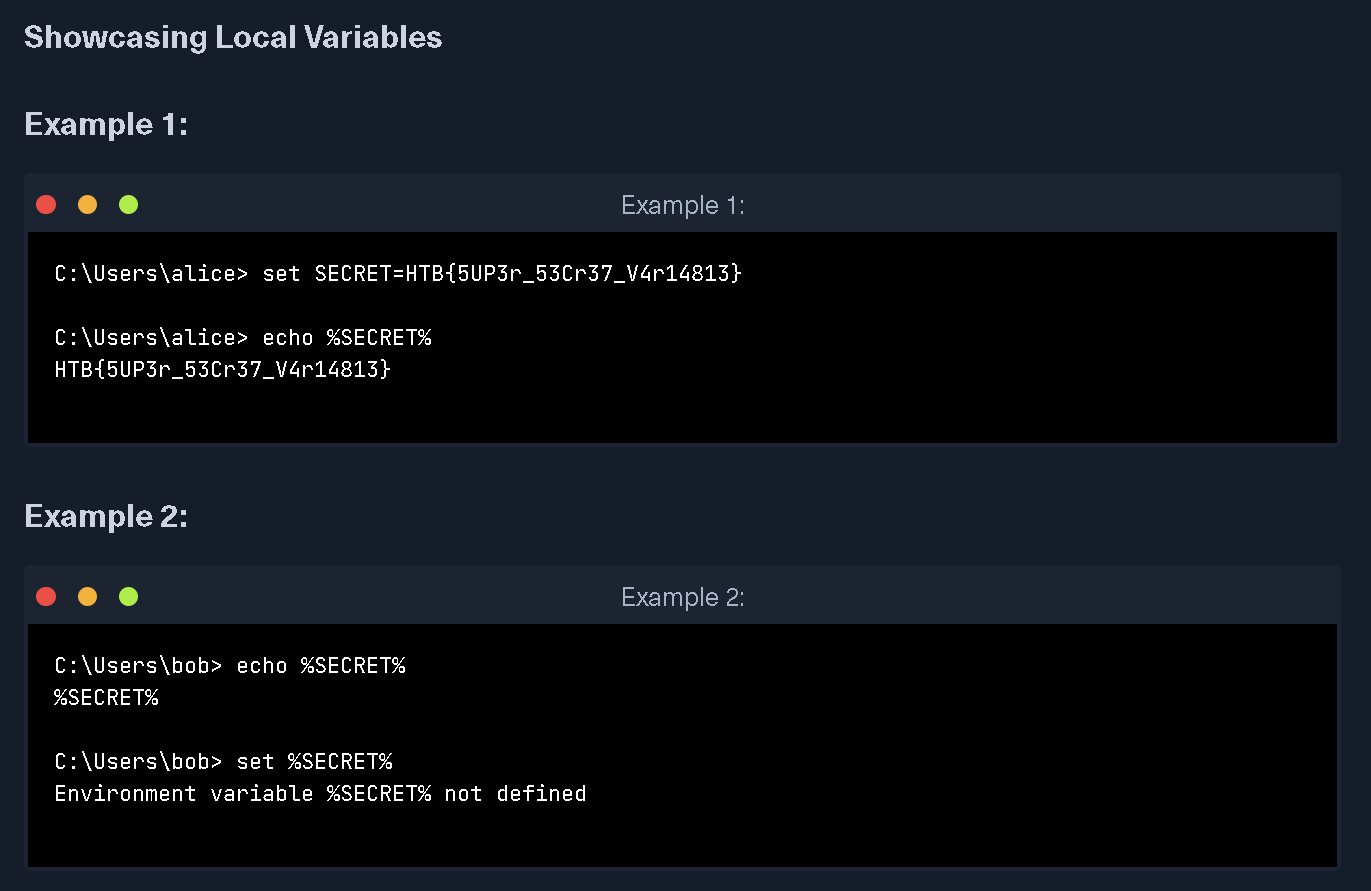 Showcasing Local Variables
Example 1:
Example 1:
C:\Users\alice> set SECRET=HTB{5UP3r_53Cr37_V4r14813}
C:\Users\alice> echo %SECRET%
HTB{5UP3r_53Cr37_V4r14813}
Example 2:
Example 2:
C:\Users\bob> echo %SECRET%
%SECRET%
C:\Users\bob> set %SECRET%
Environment variable %SECRET% not defined